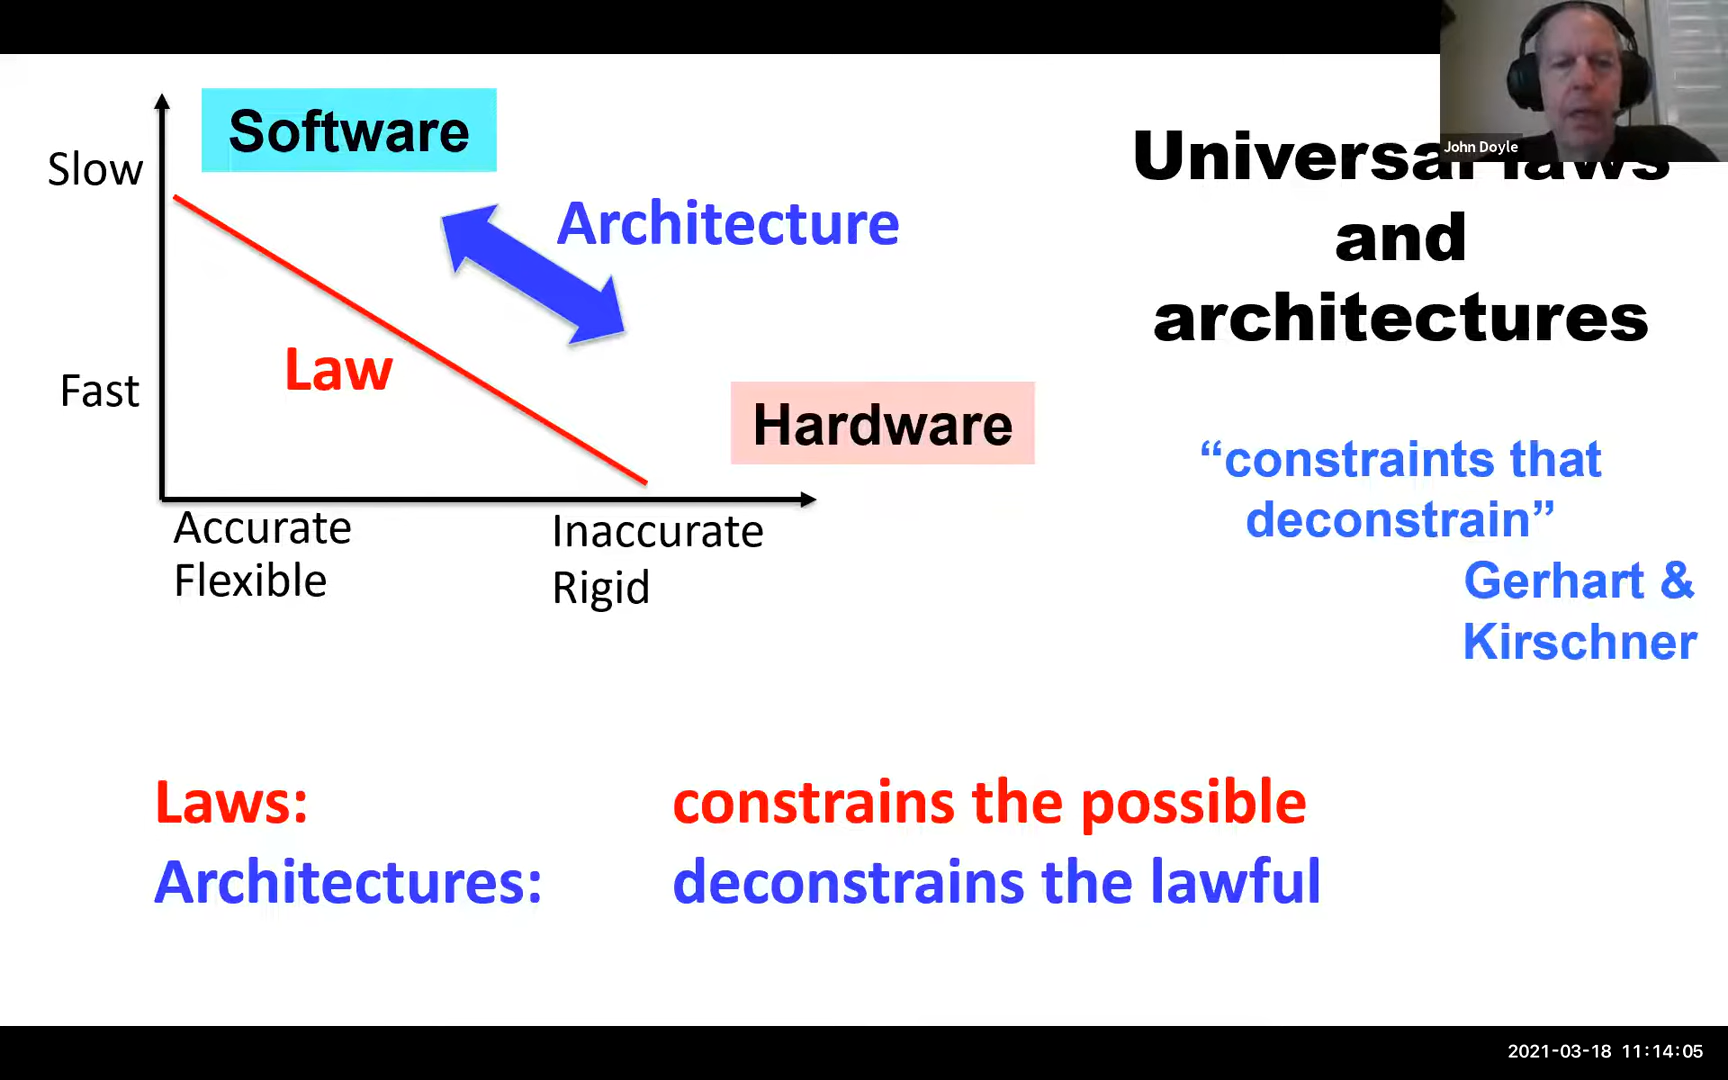 John Doyle
Universal laws
and
architectures
Slow
Software
Architecture
Law
Fast
Hardware
Accurate
Flexible
Inaccurate
Rigid
“constraints that
deconstrain”
Gerhart &
Kirschner
Laws: constrains the possible
Architectures: deconstrains the lawful
2021-03-18 11:14:05